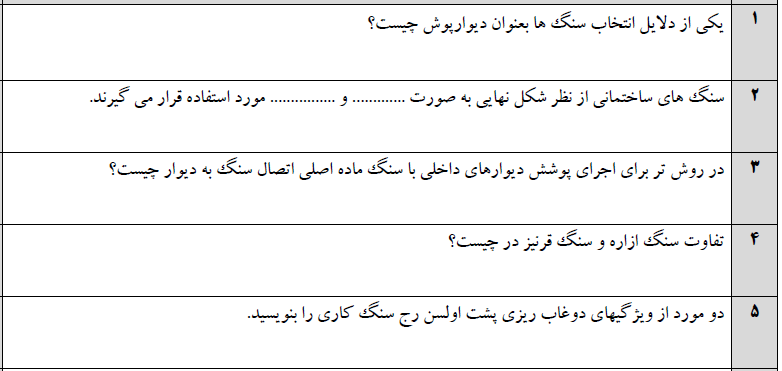 ۱ یکی از دلایل انتخاب سنگ ها بعنوان دیوارپوش چیست؟
۲ سنگ های ساختمانی از نظر شکل نهایی به صورت ............. و ................ مورد استفاده قرار می گیرند.
۳ در روش تر برای اجرای پوشش دیوارهای داخلی با سنگ ماده اصلی اتصال سنگ به دیوار چیست؟
۴ تفاوت سنگ ازاره و سنگ قرنیز در چیست؟
۵ دو مورد از ویژگیهای دوغاب ریزی پشت اولسن رج سنگ کاری را بنویسید.